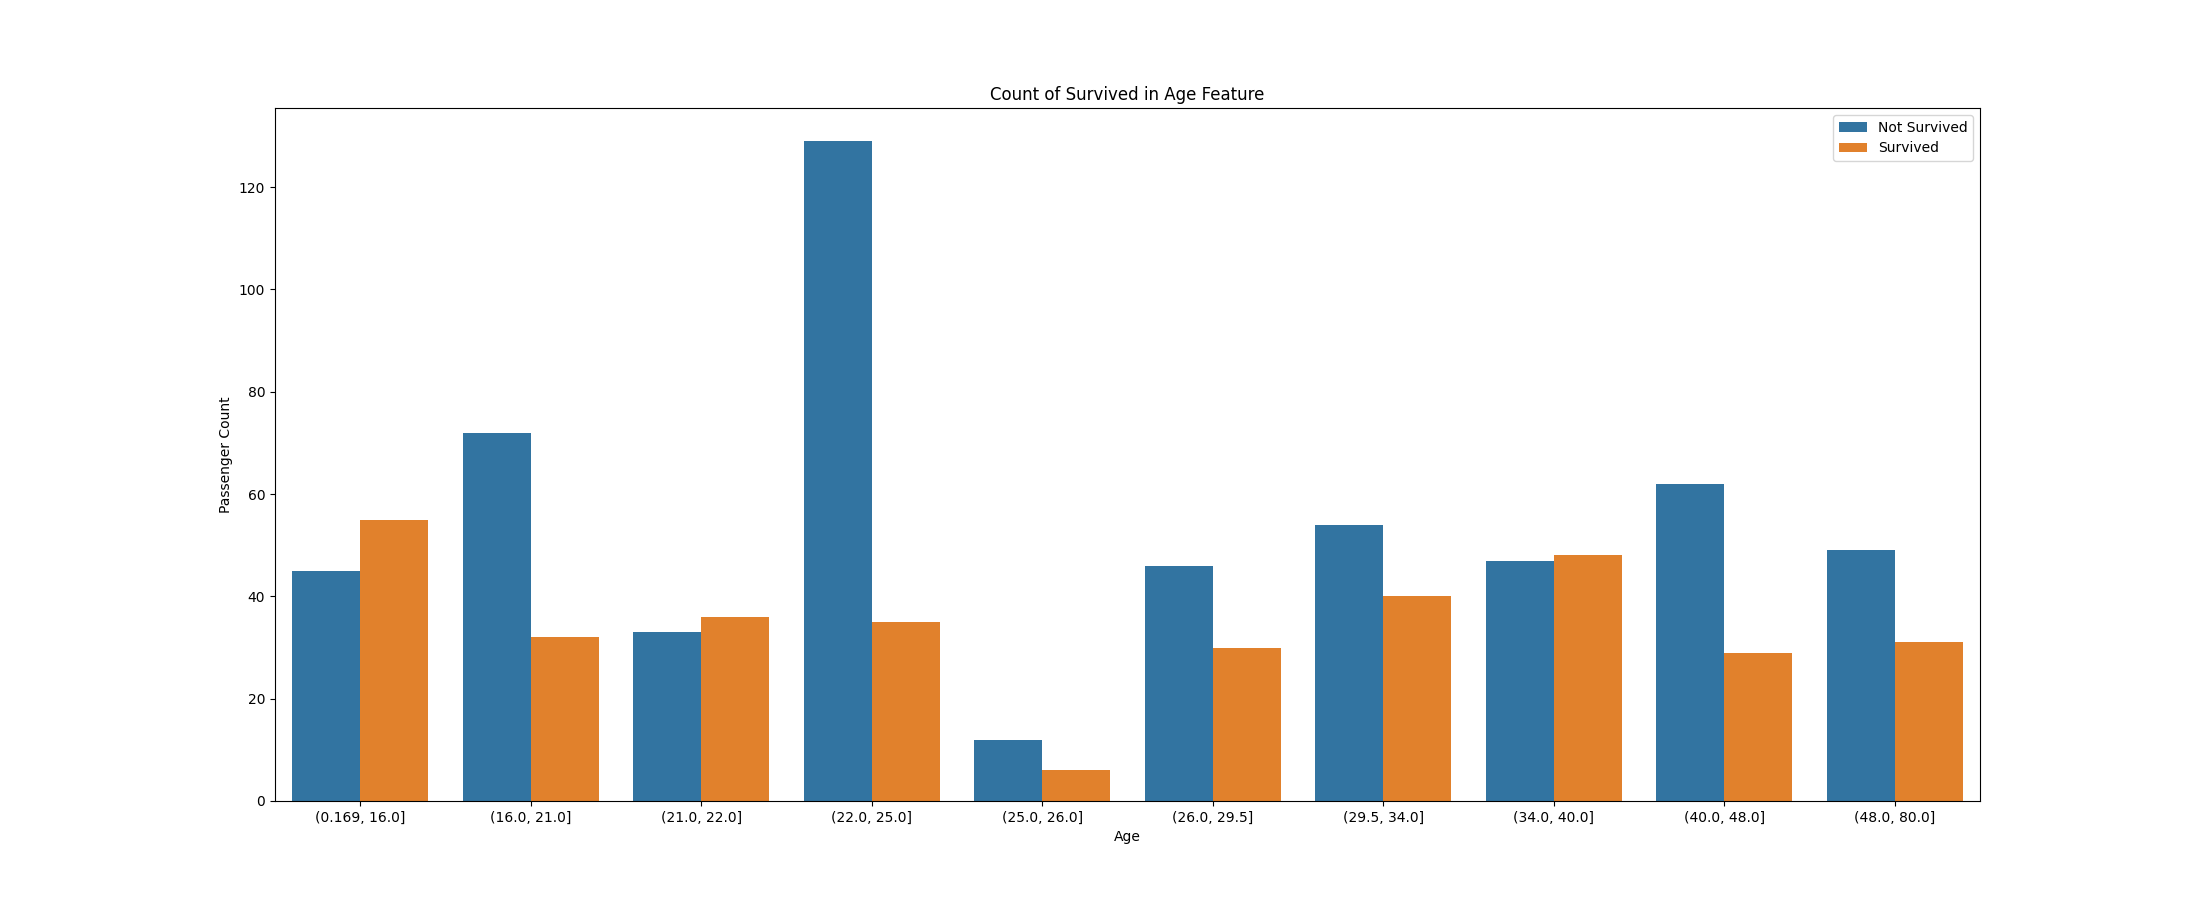 Count of Survived in Age Feature
Not Survived
Survived
Passenger Count
120
100
80
60
40
20
0
(0.169, 16.0] (16.0, 21.0] (21.0, 22.0] (22.0, 25.0] (25.0, 26.0] (26.0, 29.5] (29.5, 34.0] (34.0, 40.0] (40.0, 48.0] (48.0, 80.0]
Age